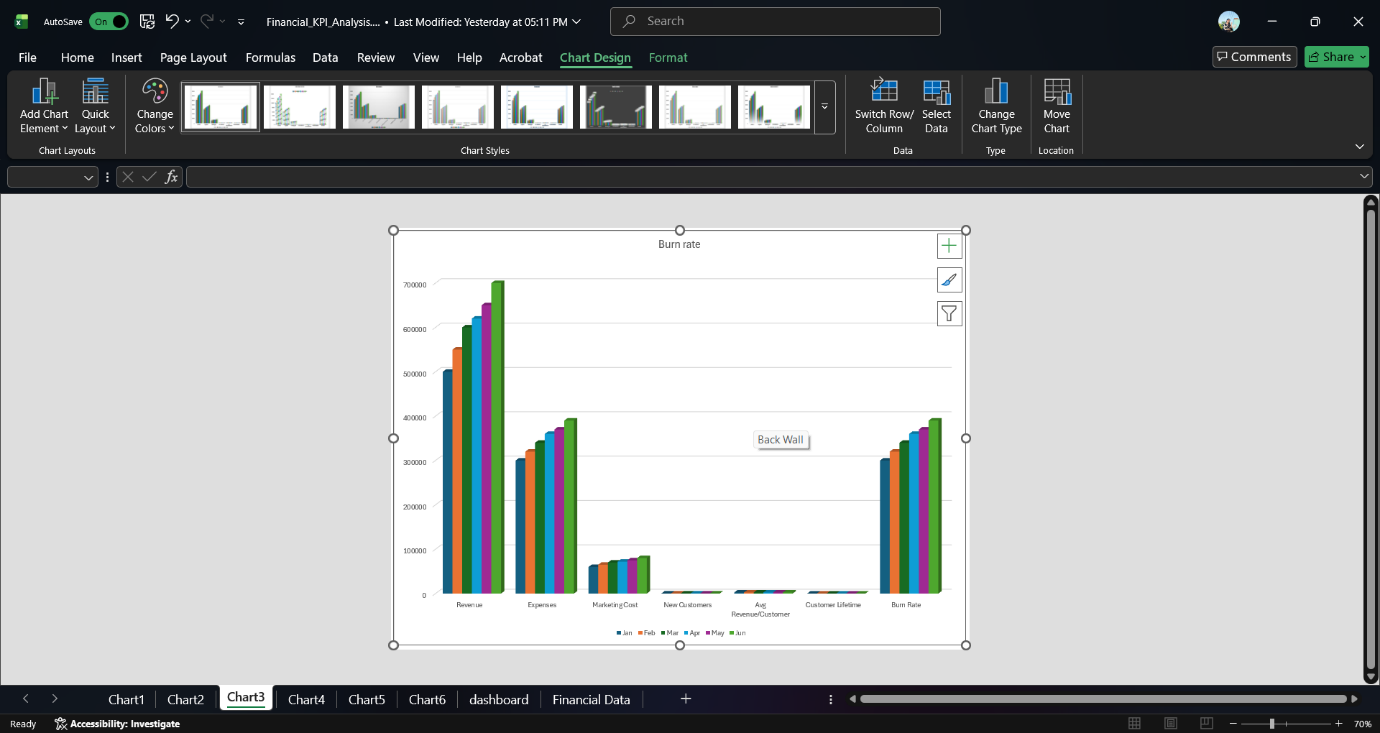 AutoSave On Financial_KPI_Analysis.... • Last Modified: Yesterday at 05:11 PM Search
File Home Insert Page Layout Formulas Data Review View Help Acrobat Chart Design Format Comments Share
Add Chart Element Quick Layout Change Colors Switch Row/ Column Select Data Change Chart Type Move Chart
Chart Layouts Chart Styles Data Type Location
fx
Burn rate
700000
600000
500000
400000
Back Wall
300000
200000
100000
0
Revenue Expenses Marketing Cost New Customers Avg Revenue/Customer Customer Lifetime Burn Rate
Jan Feb Mar Apr May Jun
Chart1 Chart2 Chart3 Chart4 Chart5 Chart6 dashboard Financial Data
Ready Accessibility: Investigate 70%